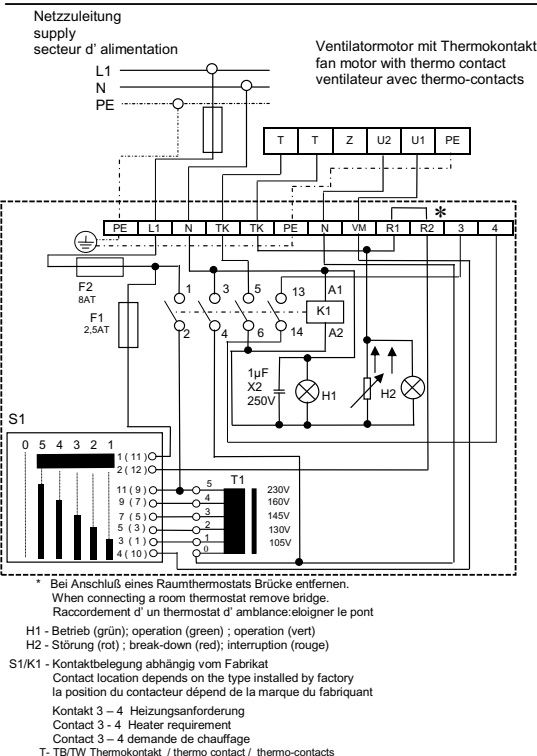 Netzzuleitung
supply
secteur d' alimentation
Ventilatormotor mit Thermokontakt
fan motor with thermo contact
ventilateur avec thermo-contacts
L1
N
PE
T T Z U2 U1 PE
*
PE L1 N TK TK PE N VM R1 R2 3 4
F2
8AT
F1
2,5AT
1 3 5 13 A1
K1
2 4 6 14 A2
1µF
X2
250V
H1
H2
S1
0 5 4 3 2 1
1 ( 11 )
2 ( 12 )
T1
11 ( 9 ) 5 230V
9 ( 7 ) 4 160V
7 ( 5 ) 3 145V
5 ( 3 ) 2 130V
3 ( 1 ) 1 105V
4 ( 10 ) 0
* Bei Anschluß eines Raumthermostats Brücke entfernen.
When connecting a room thermostat remove bridge.
Raccordement d' un thermostat d' amblance:eloigner le pont
H1 - Betrieb (grün); operation (green) ; operation (vert)
H2 - Störung (rot) ; break-down (red); interruption (rouge)
S1/K1 - Kontaktbelegung abhängig vom Fabrikat
Contact location depends on the type installed by factory
la position du contacteur dépend de la marque du fabriquant
Kontakt 3 – 4 Heizungsanforderung
Contact 3 - 4 Heater requirement
Contact 3 – 4 demande de chauffage
T- TB/TW Thermokontakt / thermo contact / thermo-contacts